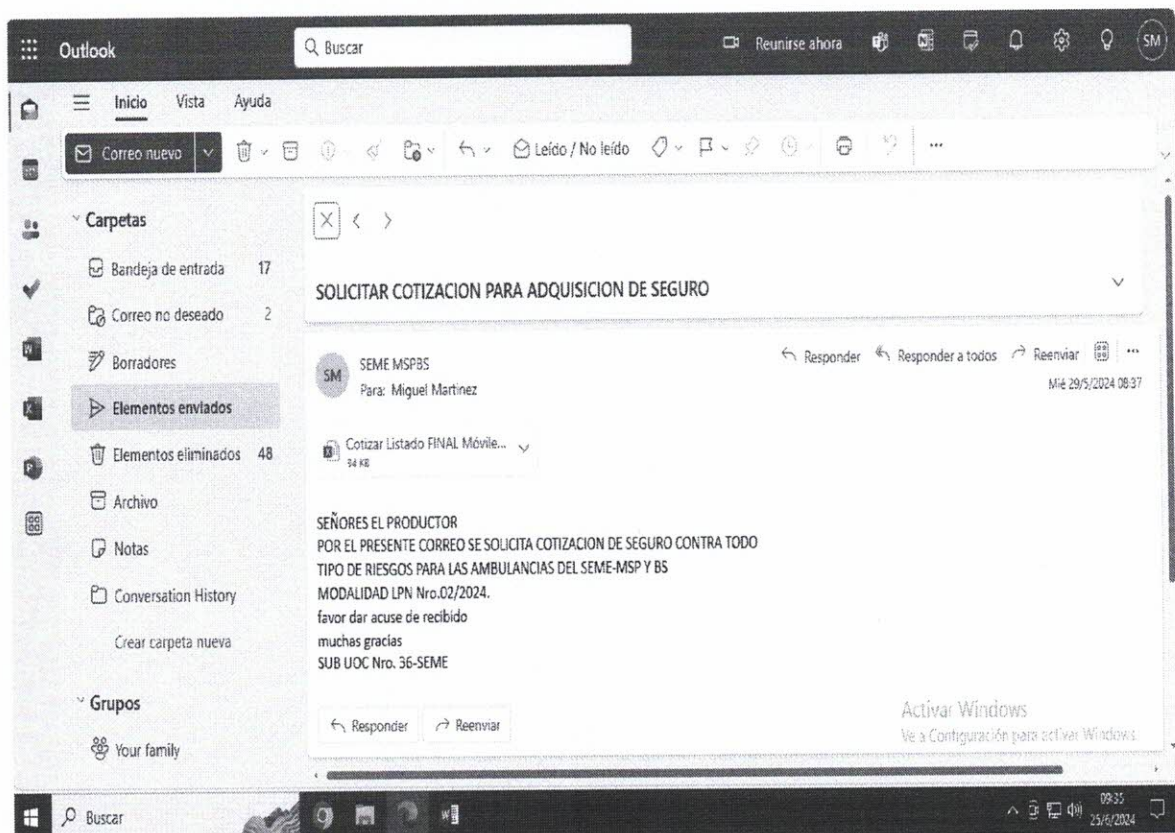 Outlook
Buscar
Reunirse ahora
SM
Inicio Vista Ayuda
Correo nuevo
Leído / No leído
Carpetas
Bandeja de entrada 17
Correo no deseado 2
Borradores
Elementos enviados
Elementos eliminados 48
Archivo
Notas
Conversation History
Crear carpeta nueva
Grupos
Your family
SOLICITAR COTIZACION PARA ADQUISICION DE SEGURO
SM
SEME MSPBS
Para: Miguel Martinez
Responder Responder a todos Reenviar
Mié 29/5/2024 08:37
Cotizar Listado FINAL Móvile...
94 KB
SEÑORES EL PRODUCTOR
POR EL PRESENTE CORREO SE SOLICITA COTIZACION DE SEGURO CONTRA TODO
TIPO DE RIESGOS PARA LAS AMBULANCIAS DEL SEME-MSP Y BS
MODALIDAD LPN Nro.02/2024.
favor dar acuse de recibido
muchas gracias
SUB UOC Nro. 36-SEME
Responder Reenviar
Activar Windows
Ve a Configuración para activar Windows.
Buscar
09:35
25/6/2024